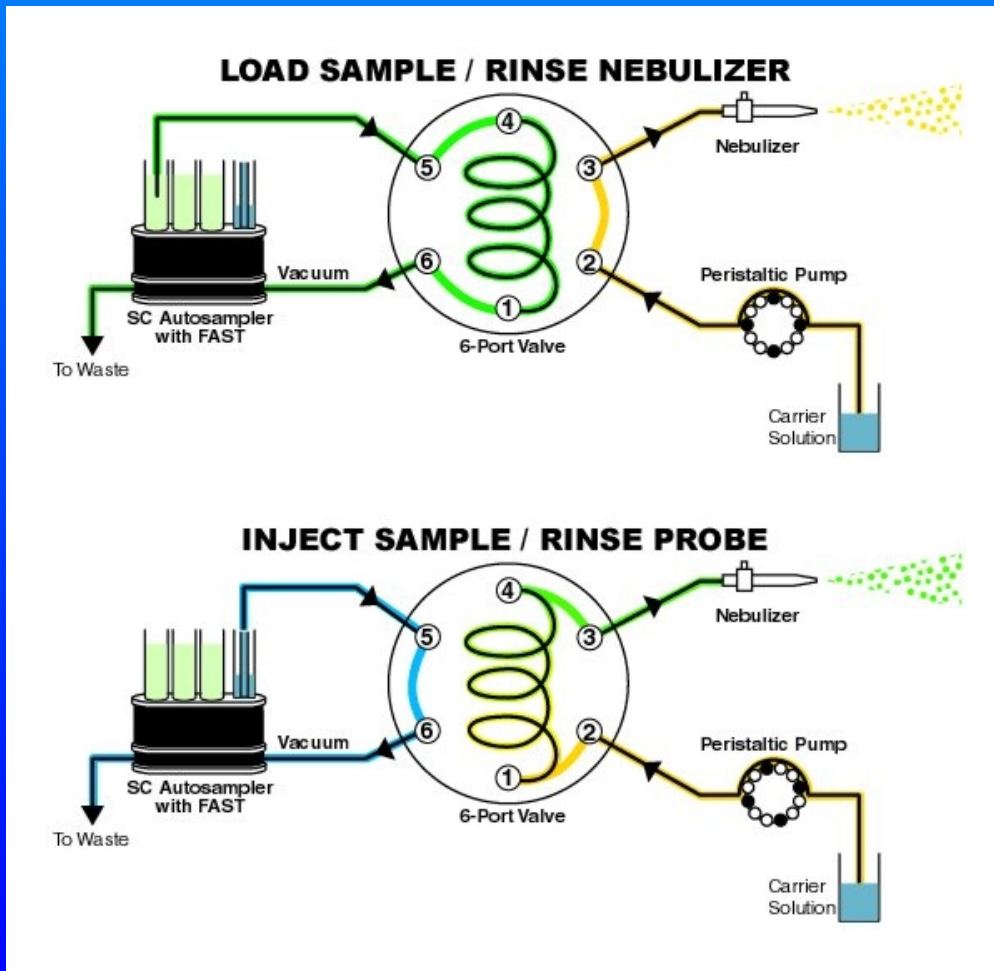 LOAD SAMPLE / RINSE NEBULIZER
4
5
3
Nebulizer
6
2
Vacuum
Peristaltic Pump
1
SC Autosampler
with FAST
6-Port Valve
To Waste
Carrier
Solution
INJECT SAMPLE / RINSE PROBE
4
5
3
Nebulizer
6
2
Vacuum
Peristaltic Pump
1
SC Autosampler
with FAST
6-Port Valve
To Waste
Carrier
Solution